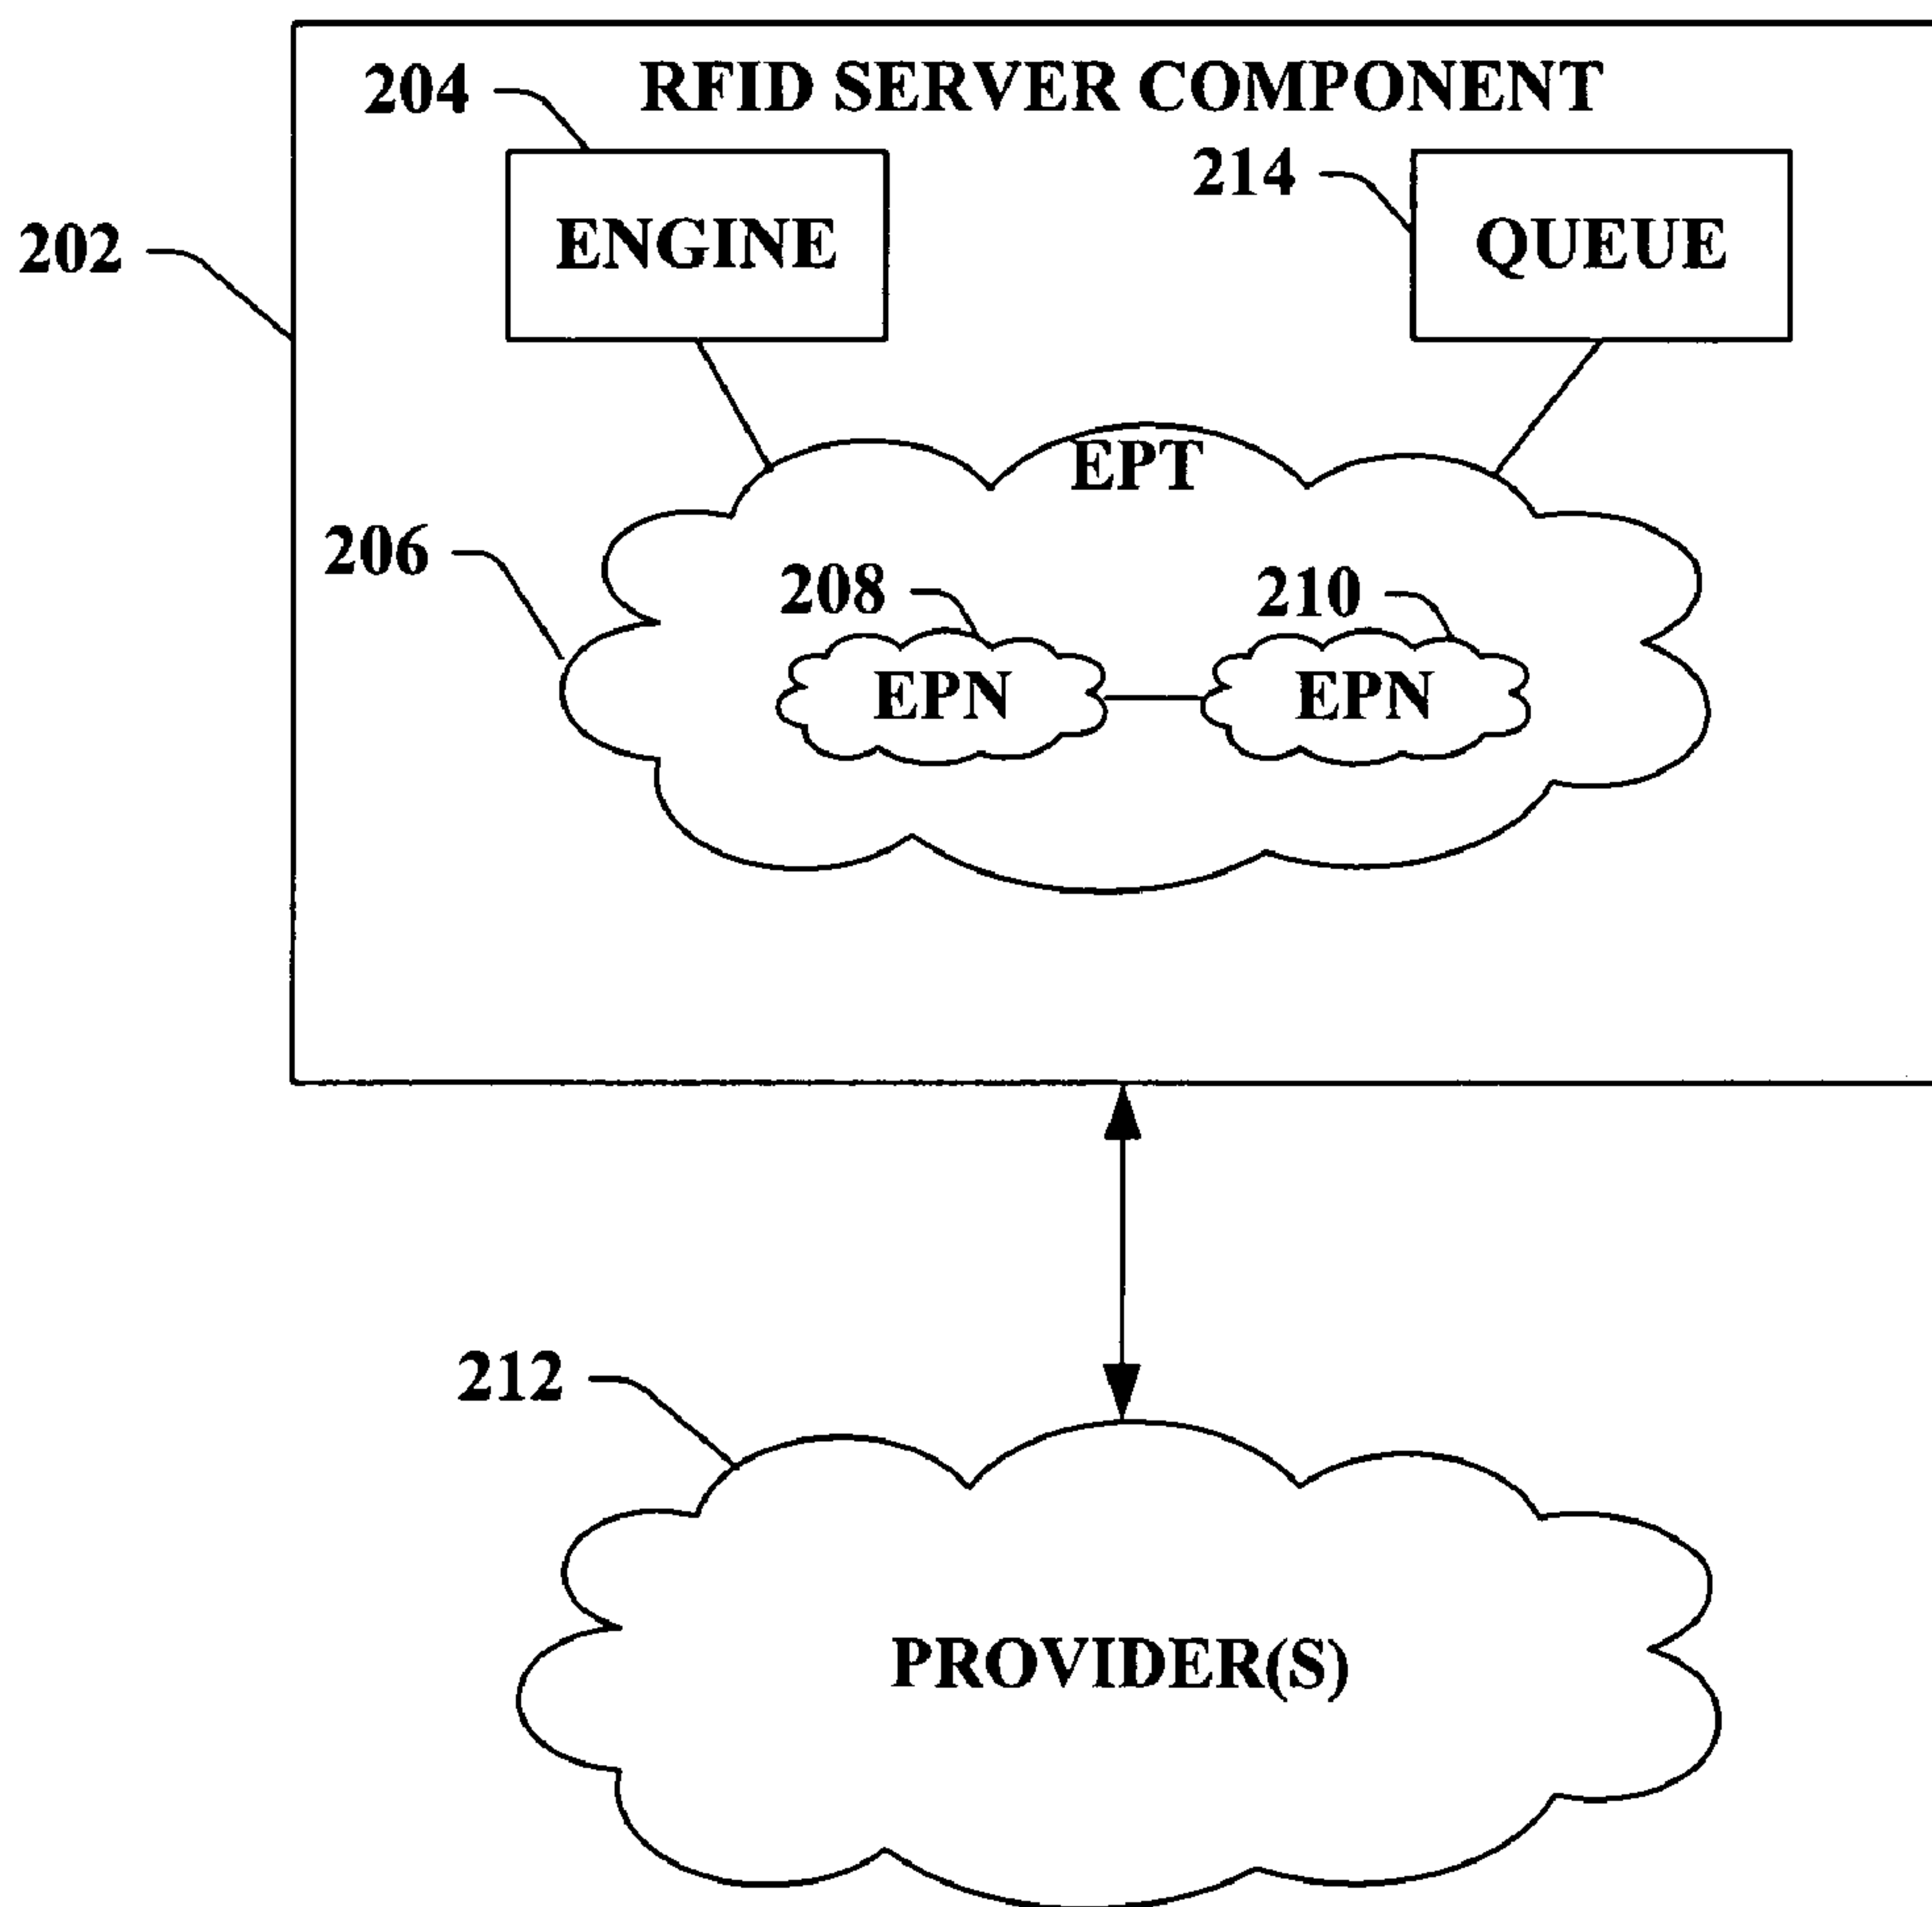 RFID SERVER COMPONENT
204
214
ENGINE
QUEUE
202
EPT
206
208
210
EPN
EPN
212
PROVIDER(S)